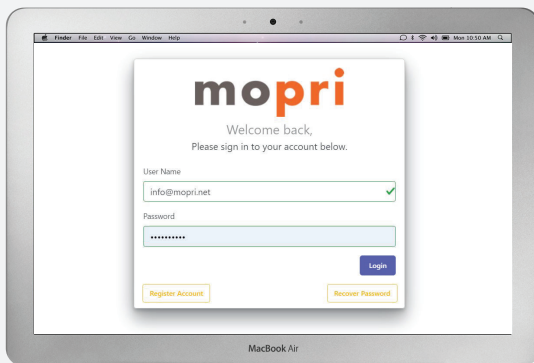 Finder File Edit View Go Window Help Mon 10:50 AM
mopri
Welcome back,
Please sign in to your account below.
User Name
info@mopri.net
Password
••••••••••
Login
Register Account Recover Password
MacBook Air